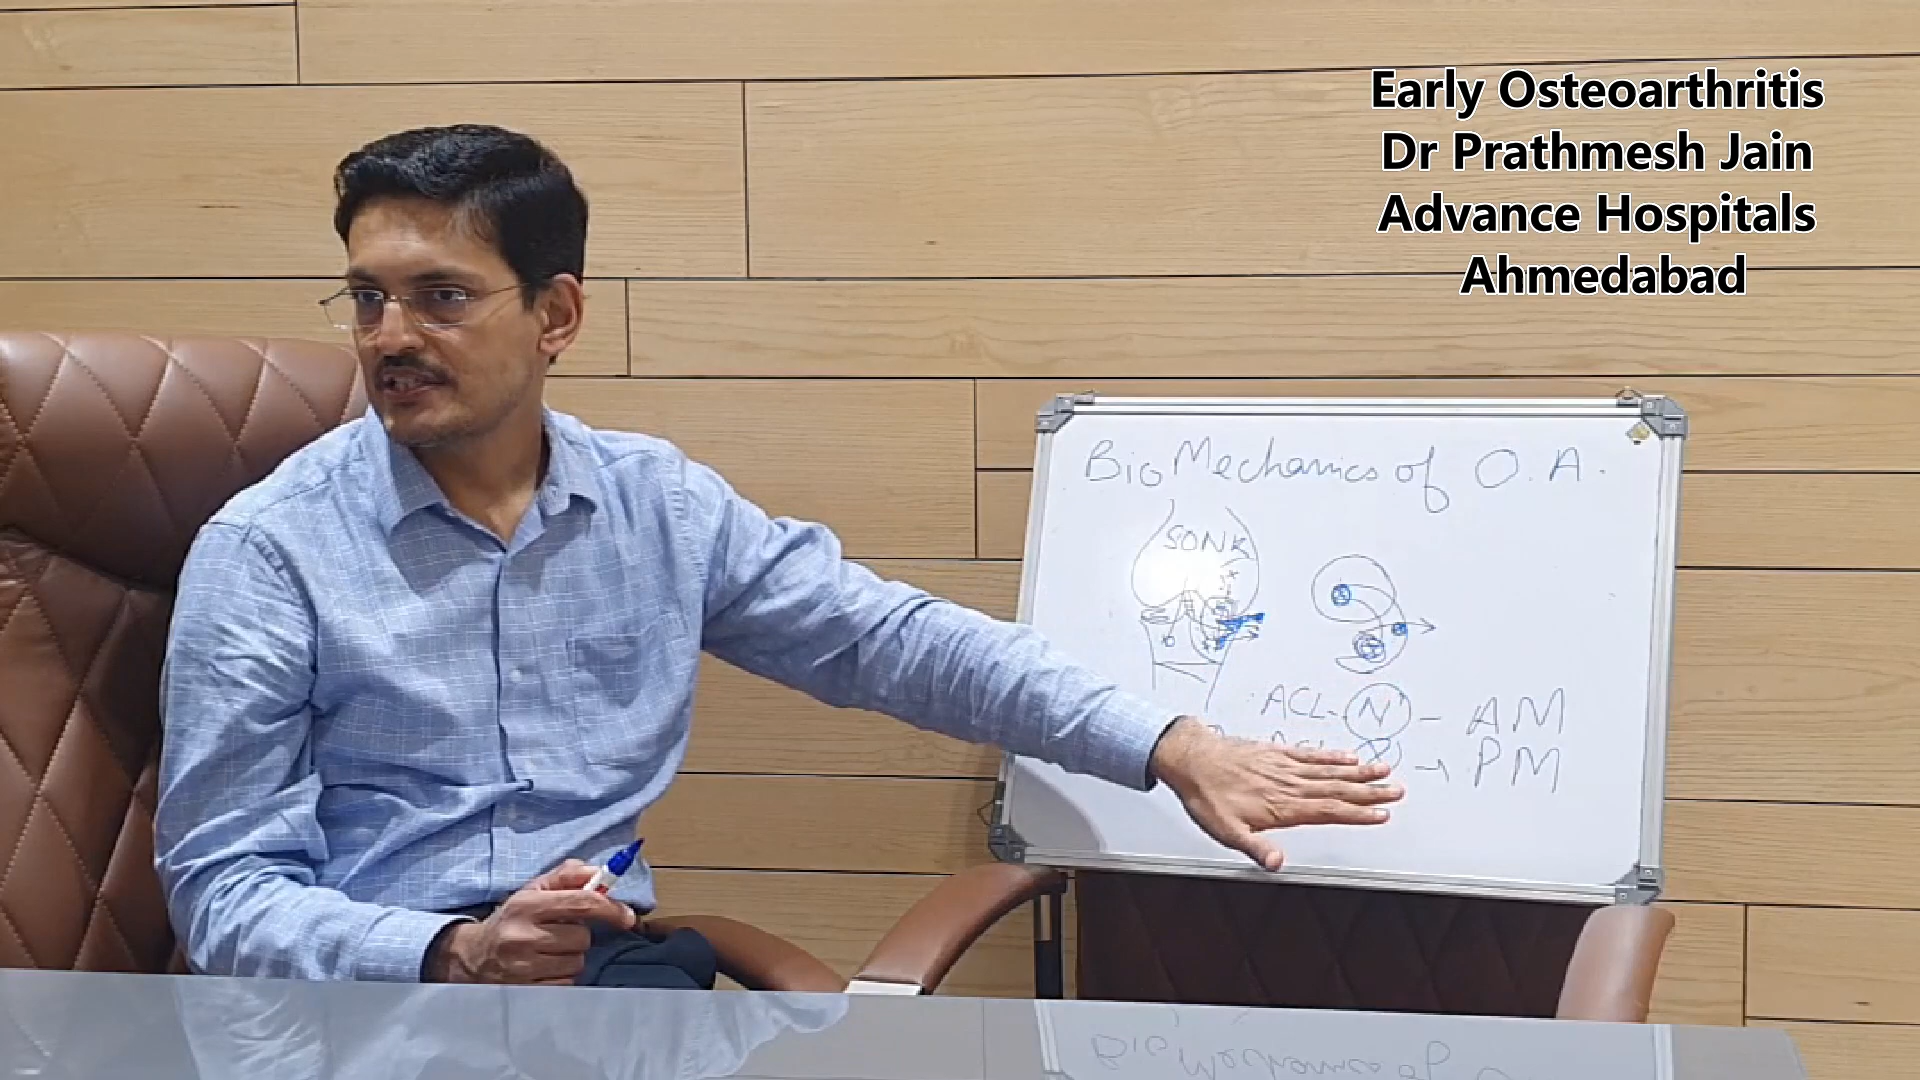 Early Osteoarthritis
Dr Prathmesh Jain
Advance Hospitals
Ahmedabad
BioMechanics of O.A.
SONK
ACL - N - AM
→ PM